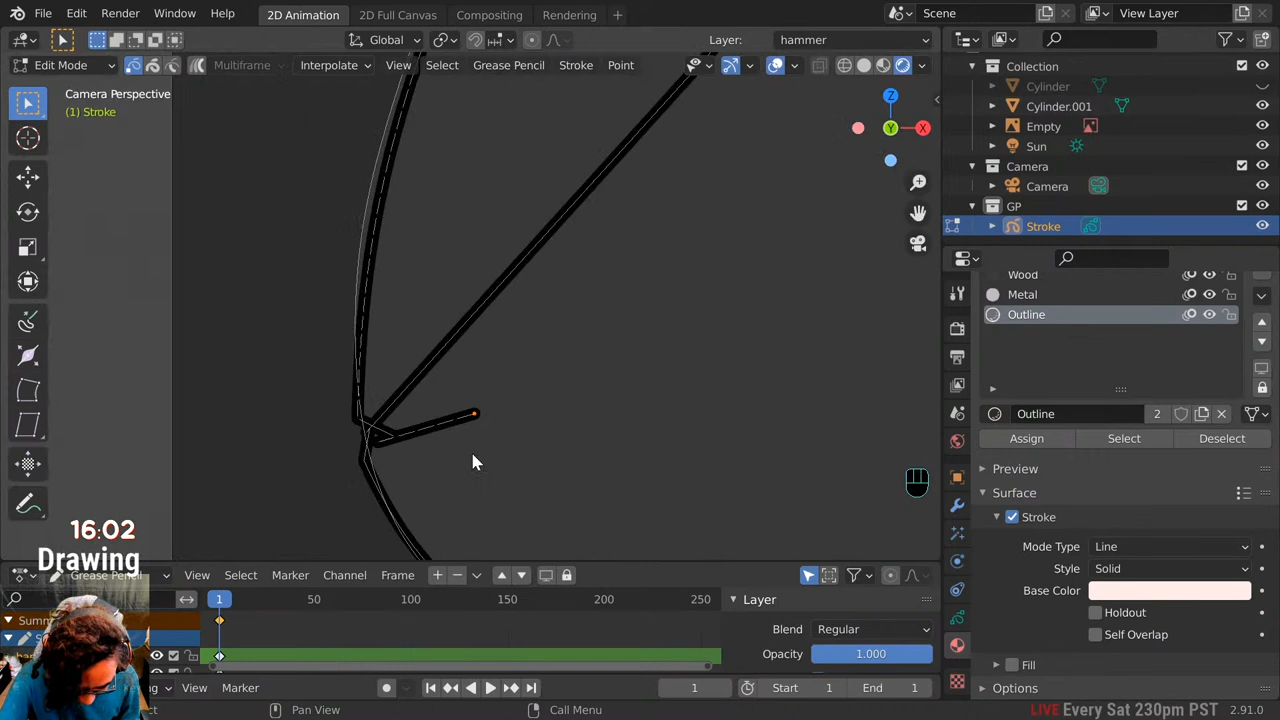 File Edit Render Window Help 2D Animation 2D Full Canvas Compositing Rendering + Scene View Layer
Global Layer: hammer
Edit Mode Multiframe Interpolate View Select Grease Pencil Stroke Point
Camera Perspective
(1) Stroke
Z
Y
X
Collection
Cylinder
Cylinder.001
Empty
Sun
Camera
Camera
GP
Stroke
Wood
Metal
Outline
Outline 2
Assign Select Deselect
Preview
Surface
Stroke
Mode Type Line
Style Solid
Base Color
Holdout
Self Overlap
Fill
Options
16:02
Drawing
Grease Pencil View Select Marker Channel Frame
1 50 100 150 200 250
Summ
Layer
Blend Regular
Opacity 1.000
View Marker 1 Start 1 End 1
Pan View Call Menu
LIVE Every Sat 230pm PST 2.91.0